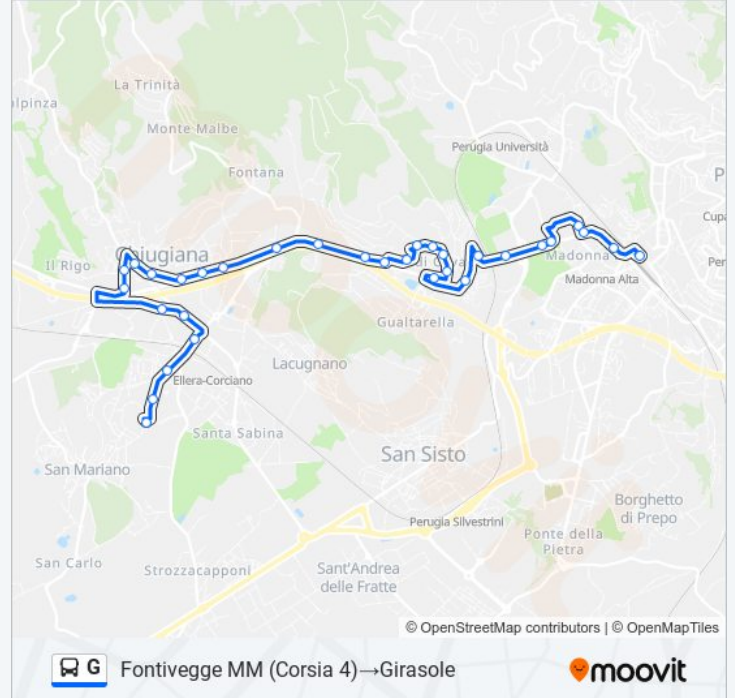 La Trinità
alpinza
Monte Malbe
Perugia Università
Fontana
P
Cupa
Chiugiana
Il Rigo
Madonna
Per
Madonna Alta
Gualtarella
Lacugnano
Ellera-Corciano
Santa Sabina
San Sisto
San Mariano
Borghetto
di Prepo
Perugia Silvestrini
Ponte della
Pietra
San Carlo
Strozzacapponi
Sant'Andrea
delle Fratte
© OpenStreetMap contributors | © OpenMapTiles
G Fontivegge MM (Corsia 4)→Girasole
moovit